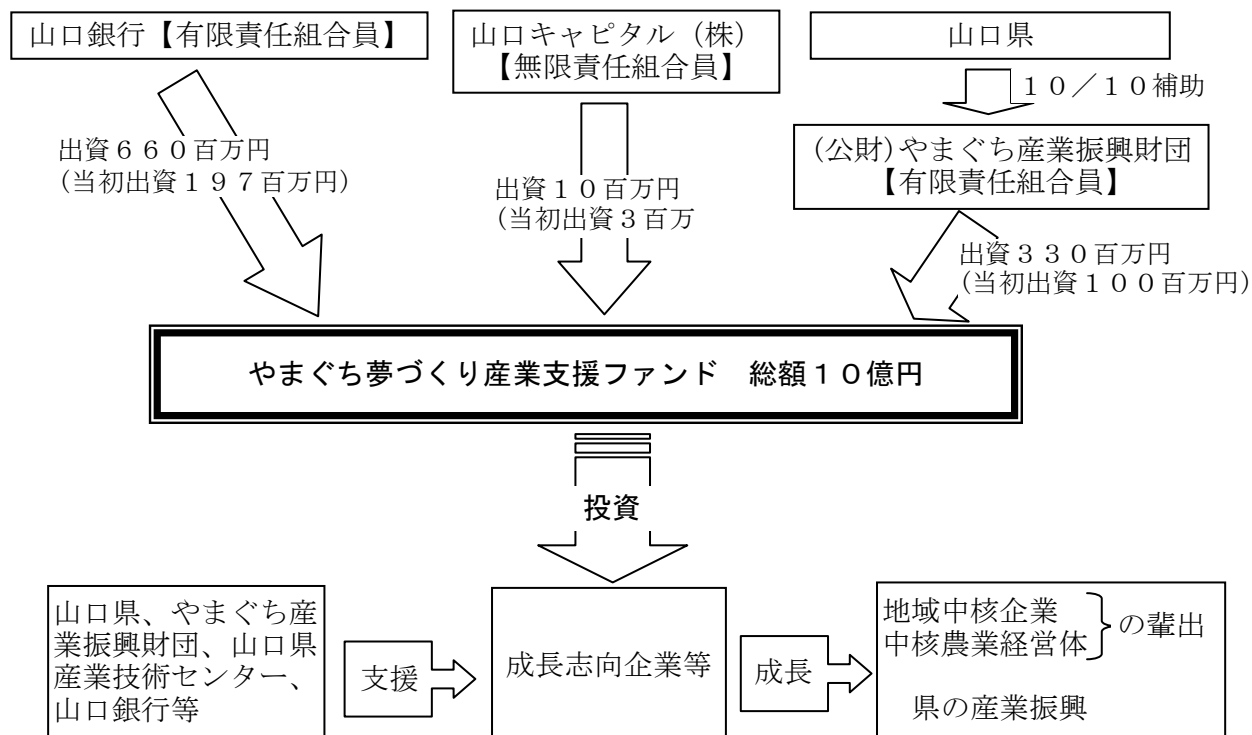 山口銀行【有限責任組合員】
山口キャピタル（株）
【無限責任組合員】
山口県
１０／１０補助
(公財)やまぐち産業振興財団
【有限責任組合員】
出資６６０百万円
(当初出資１９７百万円)
出資１０百万円
(当初出資３百万
出資３３０百万円
(当初出資１００百万円)
やまぐち夢づくり産業支援ファンド　総額１０億円
投資
山口県、やまぐち産
業振興財団、山口県
産業技術センター、
山口銀行等
支援
成長志向企業等
成長
地域中核企業
中核農業経営体
の輩出
県の産業振興